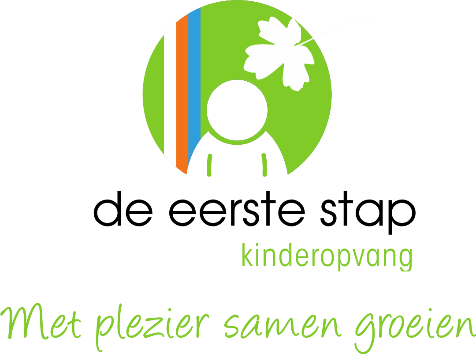 de eerste stap
kinderopvang
Met plezier samen groeien